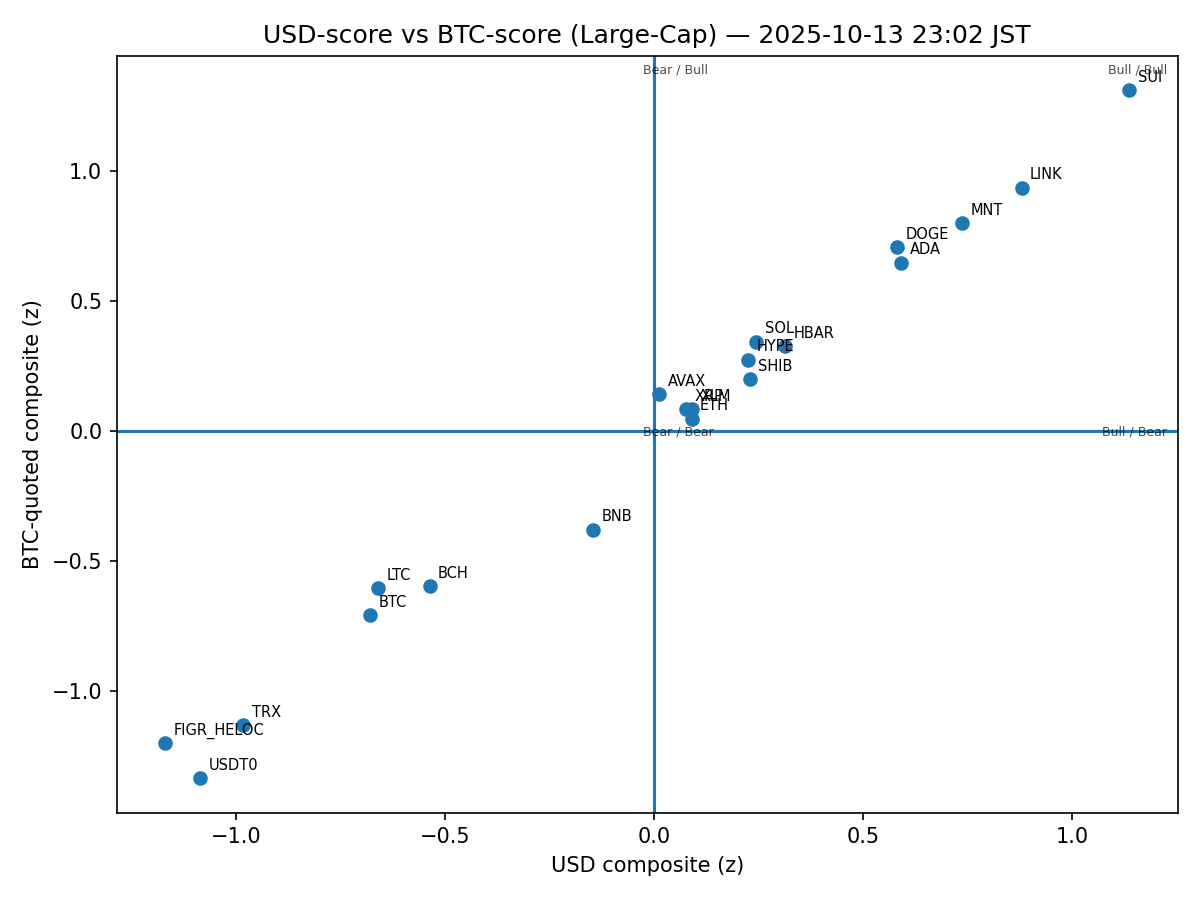 USD-score vs BTC-score (Large-Cap) — 2025-10-13 23:02 JST
Bear / Bull
Bull / Bull
SUI
LINK
MNT
DOGE
ADA
SOL
HBAR
HYPE
SHIB
AVAX
XRP
XLM
ETH
Bear / Bear
Bull / Bear
BNB
LTC
BCH
BTC
TRX
FIGR_HELOC
USDT0
1.0
0.5
0.0
−0.5
−1.0
BTC-quoted composite (z)
−1.0
−0.5
0.0
0.5
1.0
USD composite (z)